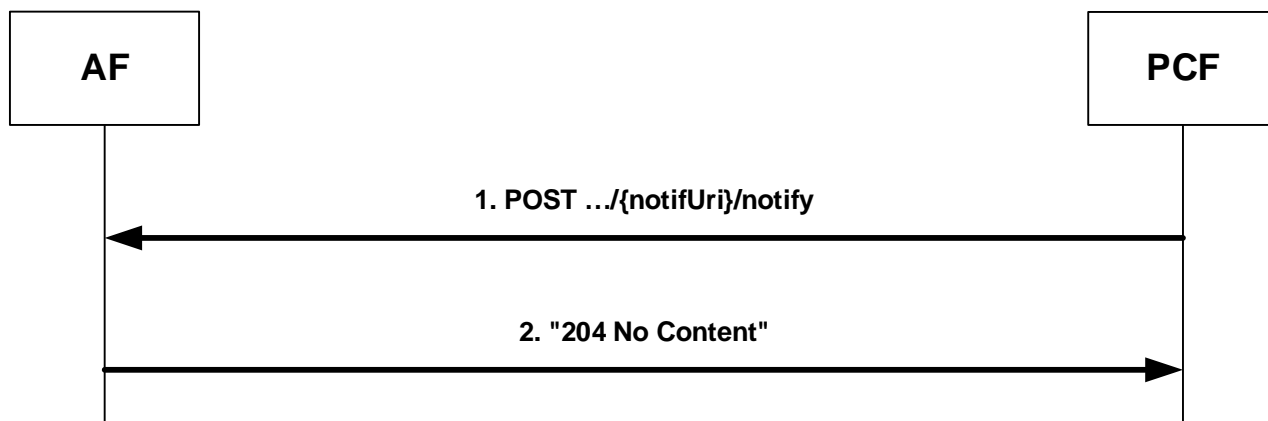 AF
PCF
1. POST …/{notifUri}/notify
2. "204 No Content"